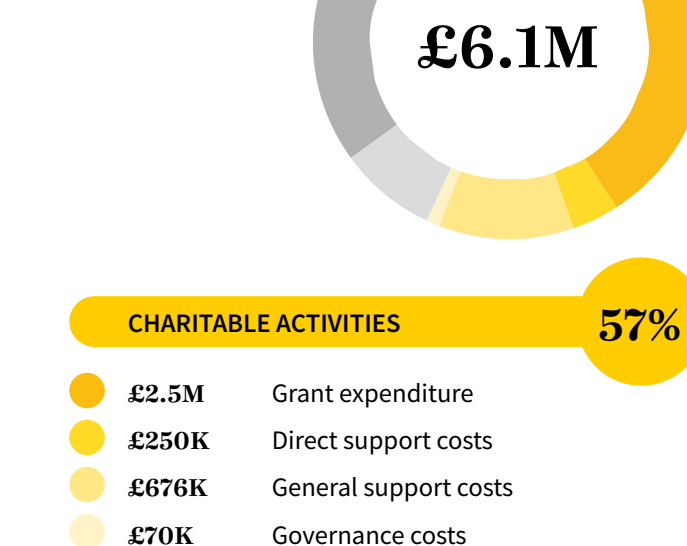 £6.1M
CHARITABLE ACTIVITIES 57%
£2.5M Grant expenditure
£250K Direct support costs
£676K General support costs
£70K Governance costs